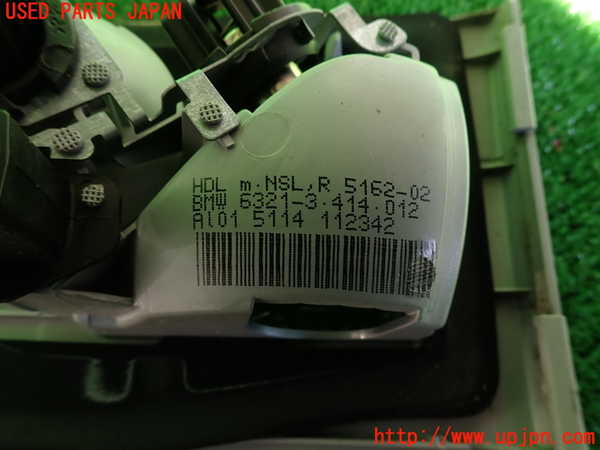 USED PARTS JAPAN
HDL m.NSL,R 5162-02
BMW 6321-3.414.012
Al01 5114 112342
http://www.upjpn.com/